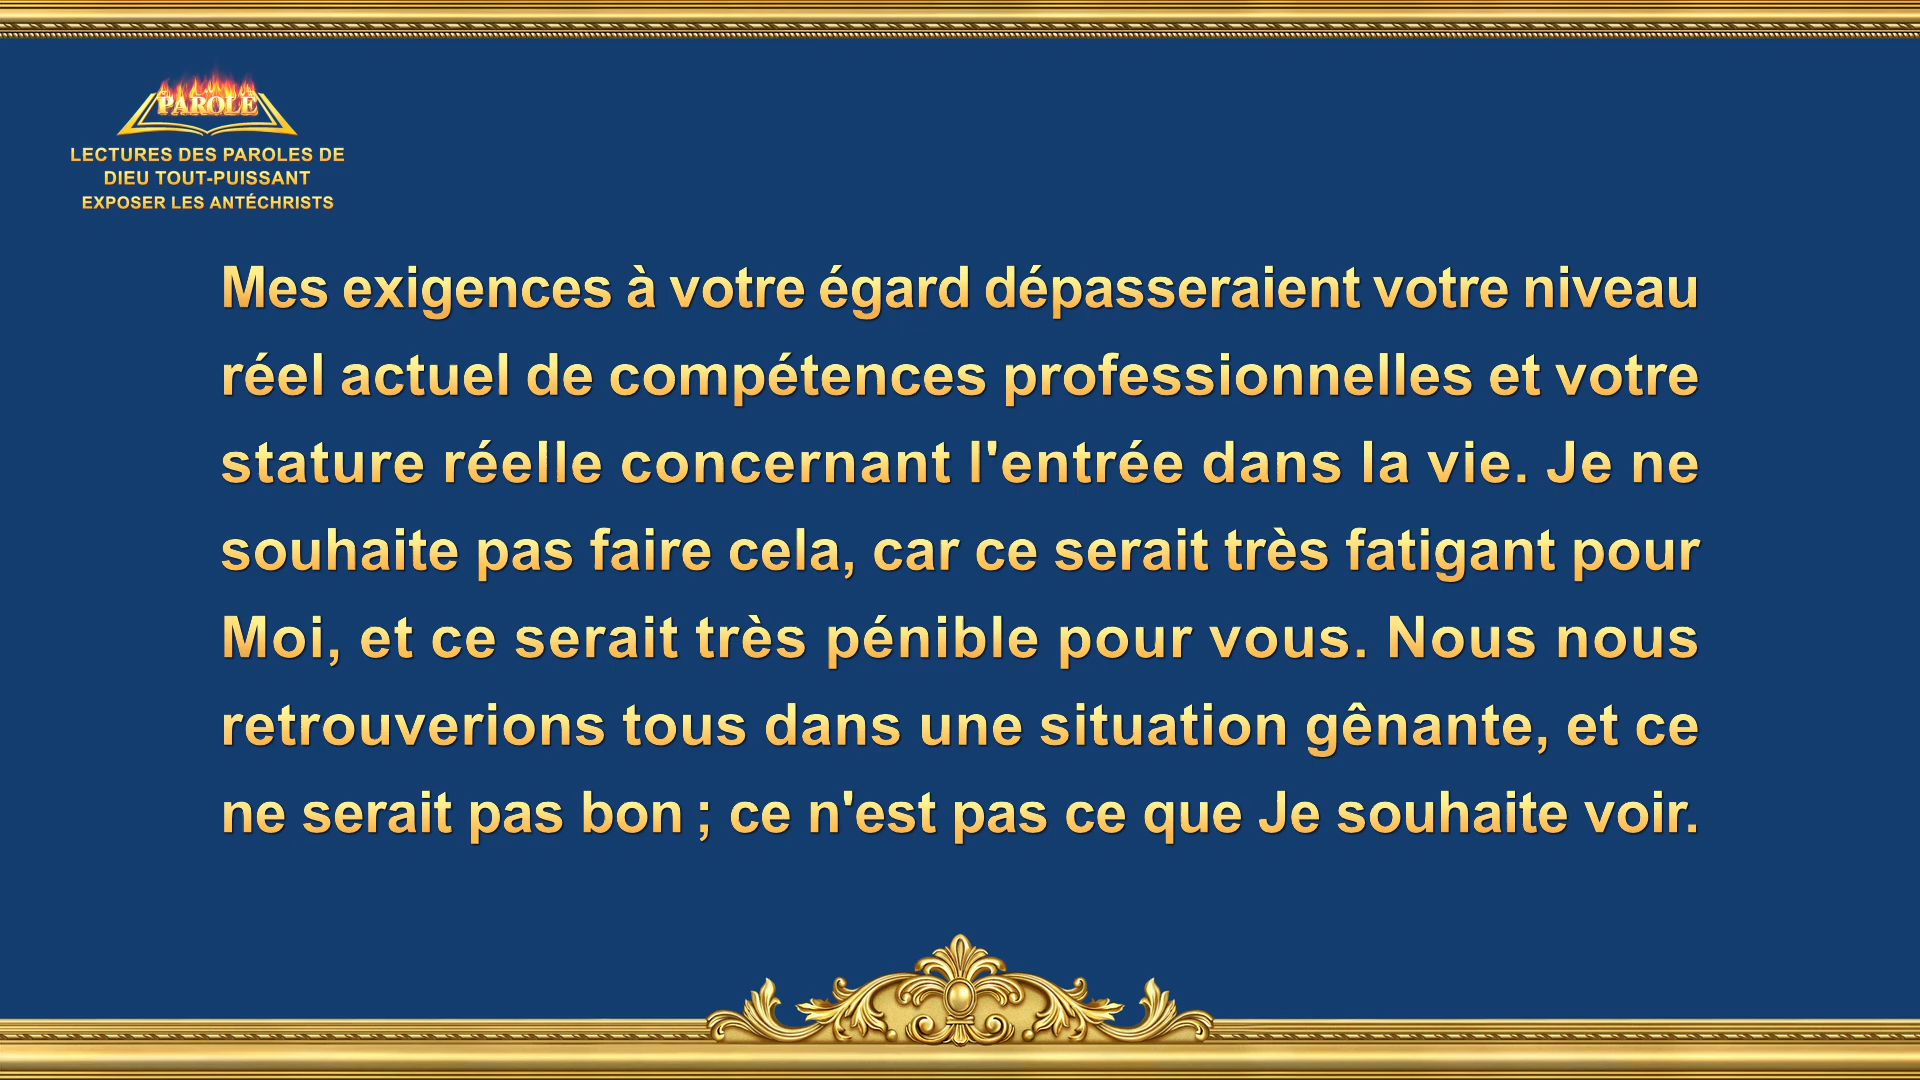 PAROLE
LECTURES DES PAROLES DE
DIEU TOUT-PUISSANT
EXPOSER LES ANTÉCHRISTS
Mes exigences à votre égard dépasseraient votre niveau
réel actuel de compétences professionnelles et votre
stature réelle concernant l'entrée dans la vie. Je ne
souhaite pas faire cela, car ce serait très fatigant pour
Moi, et ce serait très pénible pour vous. Nous nous
retrouverions tous dans une situation gênante, et ce
ne serait pas bon ; ce n'est pas ce que Je souhaite voir.